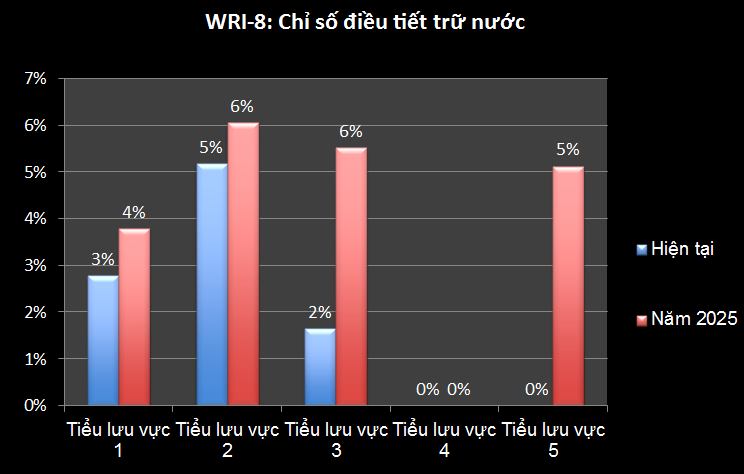 WRI-8: Chỉ số điều tiết trữ nước
7%
6%
5%
4%
3%
2%
1%
0%
3%
4%
5%
6%
2%
6%
0%
0%
0%
5%
Tiểu lưu vực
1
Tiểu lưu vực
2
Tiểu lưu vực
3
Tiểu lưu vực
4
Tiểu lưu vực
5
Hiện tại
Năm 2025